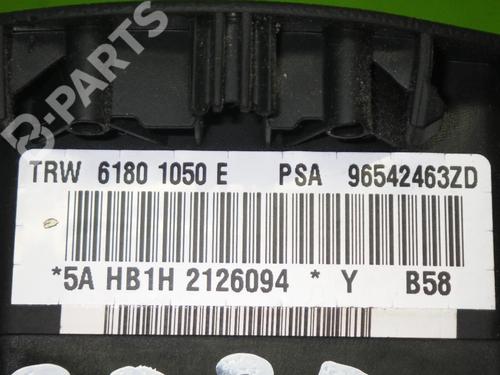 B-PARTS
TRW 6180 1050 E PSA 96542463ZD
*5A HB1H 2126094 * Y B58